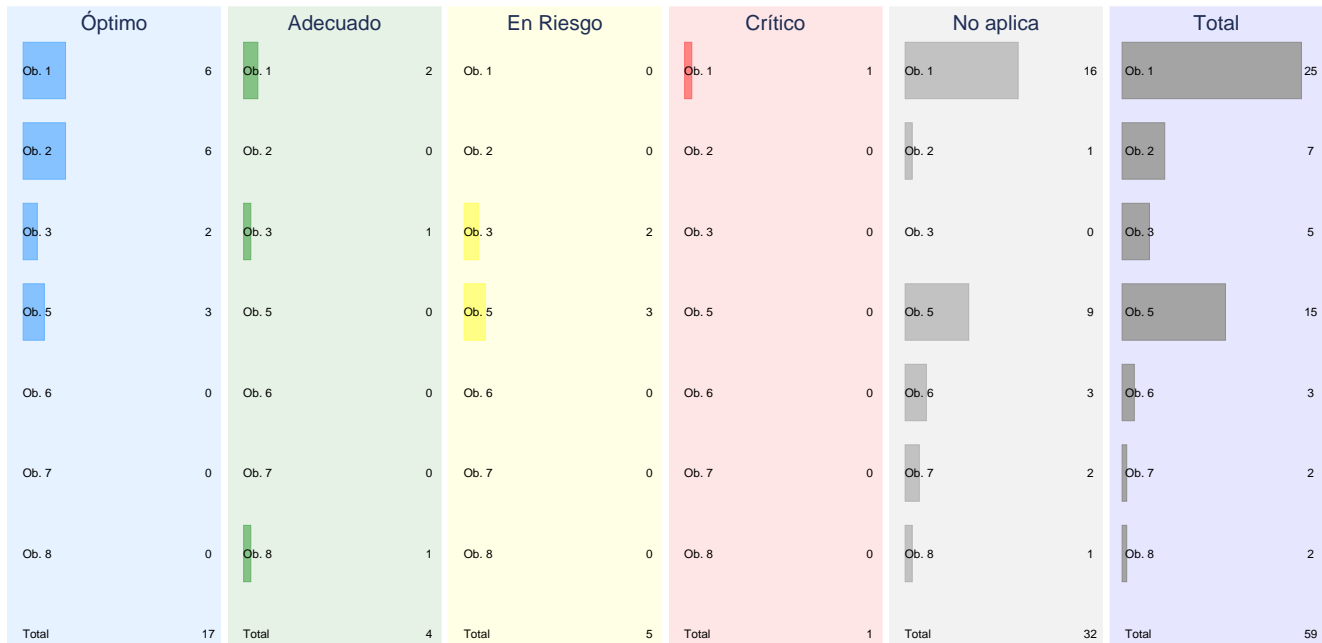 Óptimo Adecuado En Riesgo Crítico No aplica Total
Ob. 1 6 Ob. 1 2 Ob. 1 0 Ob. 1 1 Ob. 1 16 Ob. 1 25
Ob. 2 6 Ob. 2 0 Ob. 2 0 Ob. 2 0 Ob. 2 1 Ob. 2 7
Ob. 3 2 Ob. 3 1 Ob. 3 2 Ob. 3 0 Ob. 3 0 Ob. 3 5
Ob. 5 3 Ob. 5 0 Ob. 5 3 Ob. 5 0 Ob. 5 9 Ob. 5 15
Ob. 6 0 Ob. 6 0 Ob. 6 0 Ob. 6 0 Ob. 6 3 Ob. 6 3
Ob. 7 0 Ob. 7 0 Ob. 7 0 Ob. 7 0 Ob. 7 2 Ob. 7 2
Ob. 8 0 Ob. 8 1 Ob. 8 0 Ob. 8 0 Ob. 8 1 Ob. 8 2
Total 17 Total 4 Total 5 Total 1 Total 32 Total 59